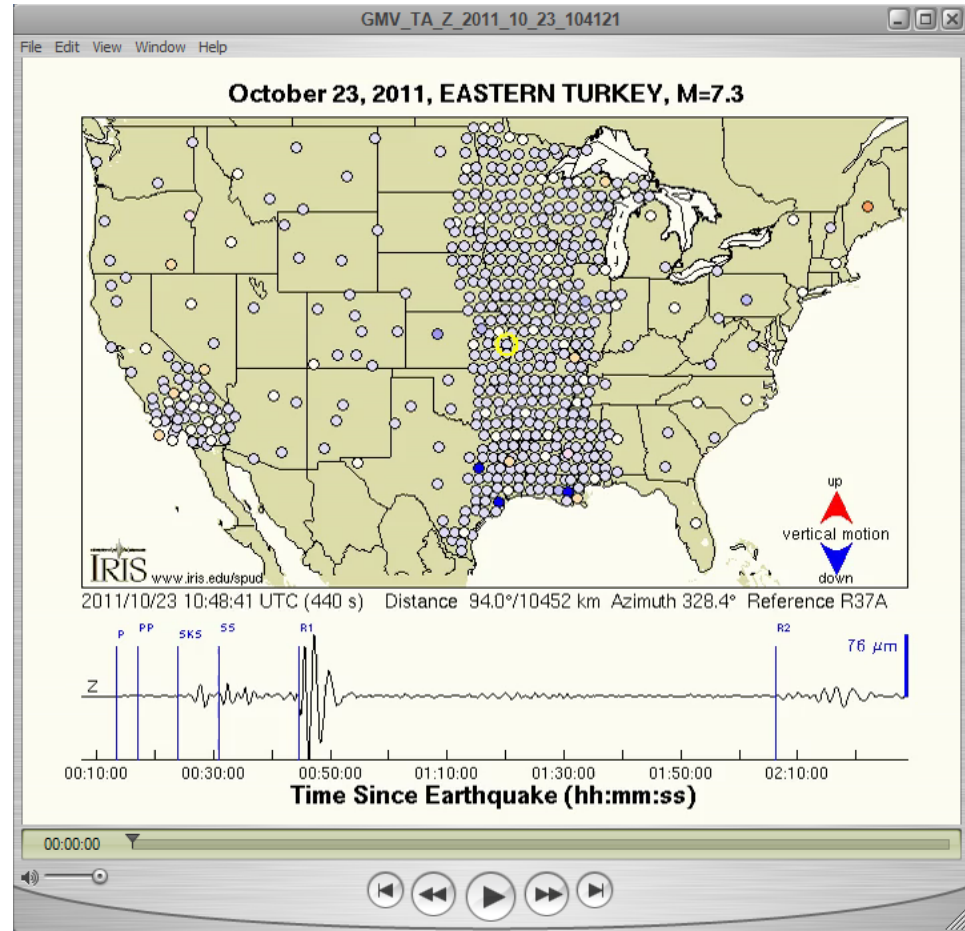 GMV_TA_Z_2011_10_23_104121
File Edit View Window Help
October 23, 2011, EASTERN TURKEY, M=7.3
up
vertical motion
down
IRIS www.iris.edu/spud
2011/10/23 10:48:41 UTC (440 s) Distance 94.0°/10452 km Azimuth 328.4° Reference R37A
P PP SKS SS R1 R2
76 μm
Z
00:10:00 00:30:00 00:50:00 01:10:00 01:30:00 01:50:00 02:10:00
Time Since Earthquake (hh:mm:ss)
00:00:00